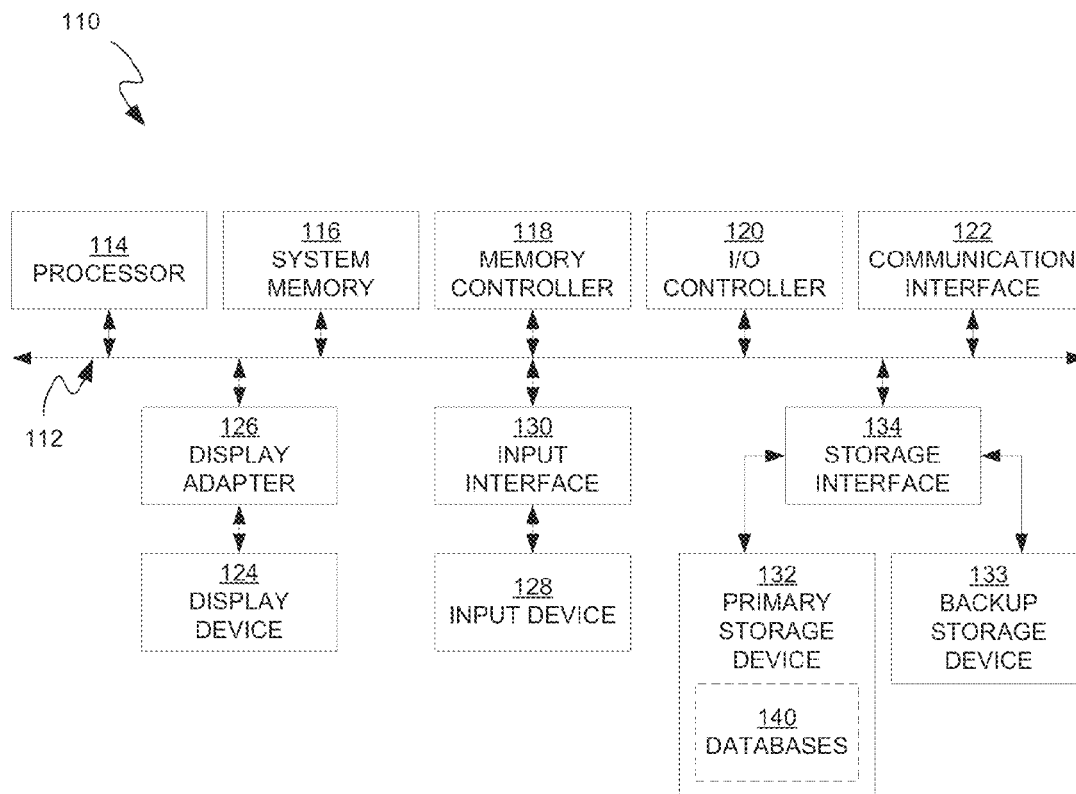 110
114
PROCESSOR
116
SYSTEM
MEMORY
118
MEMORY
CONTROLLER
120
I/O
CONTROLLER
122
COMMUNICATION
INTERFACE
112
126
DISPLAY
ADAPTER
130
INPUT
INTERFACE
134
STORAGE
INTERFACE
124
DISPLAY
DEVICE
128
INPUT DEVICE
132
PRIMARY
STORAGE
DEVICE
140
DATABASES
133
BACKUP
STORAGE
DEVICE